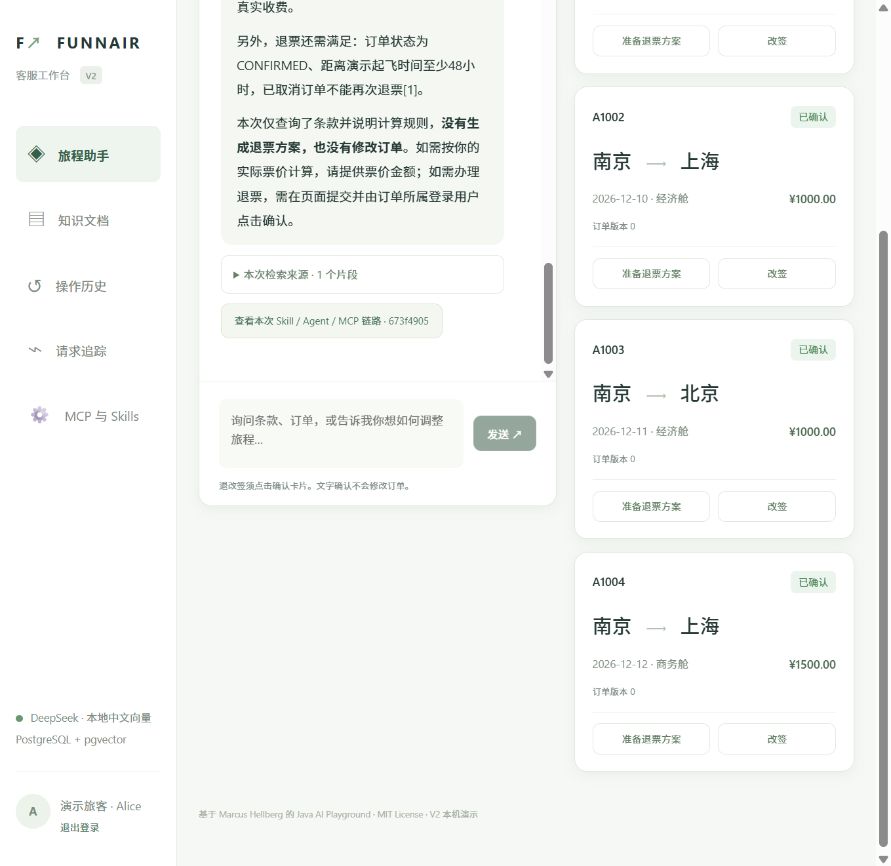 F↗ FUNNAIR
客服工作台 V2
旅程助手
知识文档
操作历史
请求追踪
MCP 与 Skills
DeepSeek · 本地中文向量
PostgreSQL + pgvector
A
演示旅客 · Alice
退出登录
真实收费。
另外，退票还需满足：订单状态为
CONFIRMED、距离演示起飞时间至少48小
时，已取消订单不能再次退票[1]。
本次仅查询了条款并说明计算规则，没有生
成退票方案，也没有修改订单。如需按你的
实际票价计算，请提供票价金额；如需办理
退票，需在页面提交并由订单所属登录用户
点击确认。
▶ 本次检索来源 · 1 个片段
查看本次 Skill / Agent / MCP 链路 · 673f4905
询问条款、订单，或告诉我你想如何调整
旅程...
发送 ↗
退改签须点击确认卡片。文字确认不会修改订单。
准备退票方案 改签
A1002 已确认
南京 → 上海
2026-12-10 · 经济舱 ¥1000.00
订单版本 0
准备退票方案 改签
A1003 已确认
南京 → 北京
2026-12-11 · 经济舱 ¥1000.00
订单版本 0
准备退票方案 改签
A1004 已确认
南京 → 上海
2026-12-12 · 商务舱 ¥1500.00
订单版本 0
准备退票方案 改签
基于 Marcus Hellberg 的 Java AI Playground · MIT License · V2 本机演示